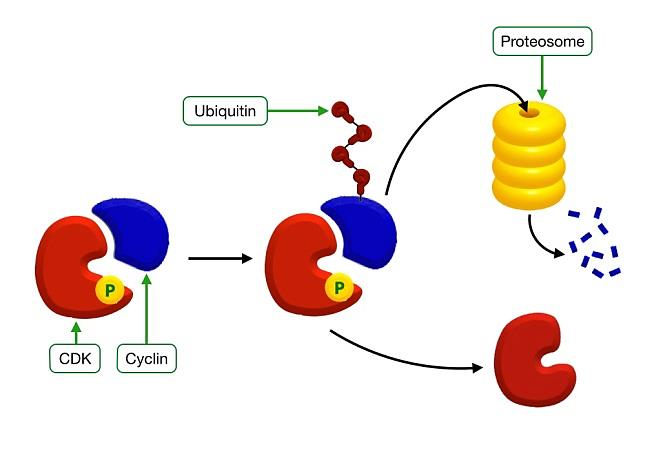 Proteosome
Ubiquitin
P
P
CDK
Cyclin